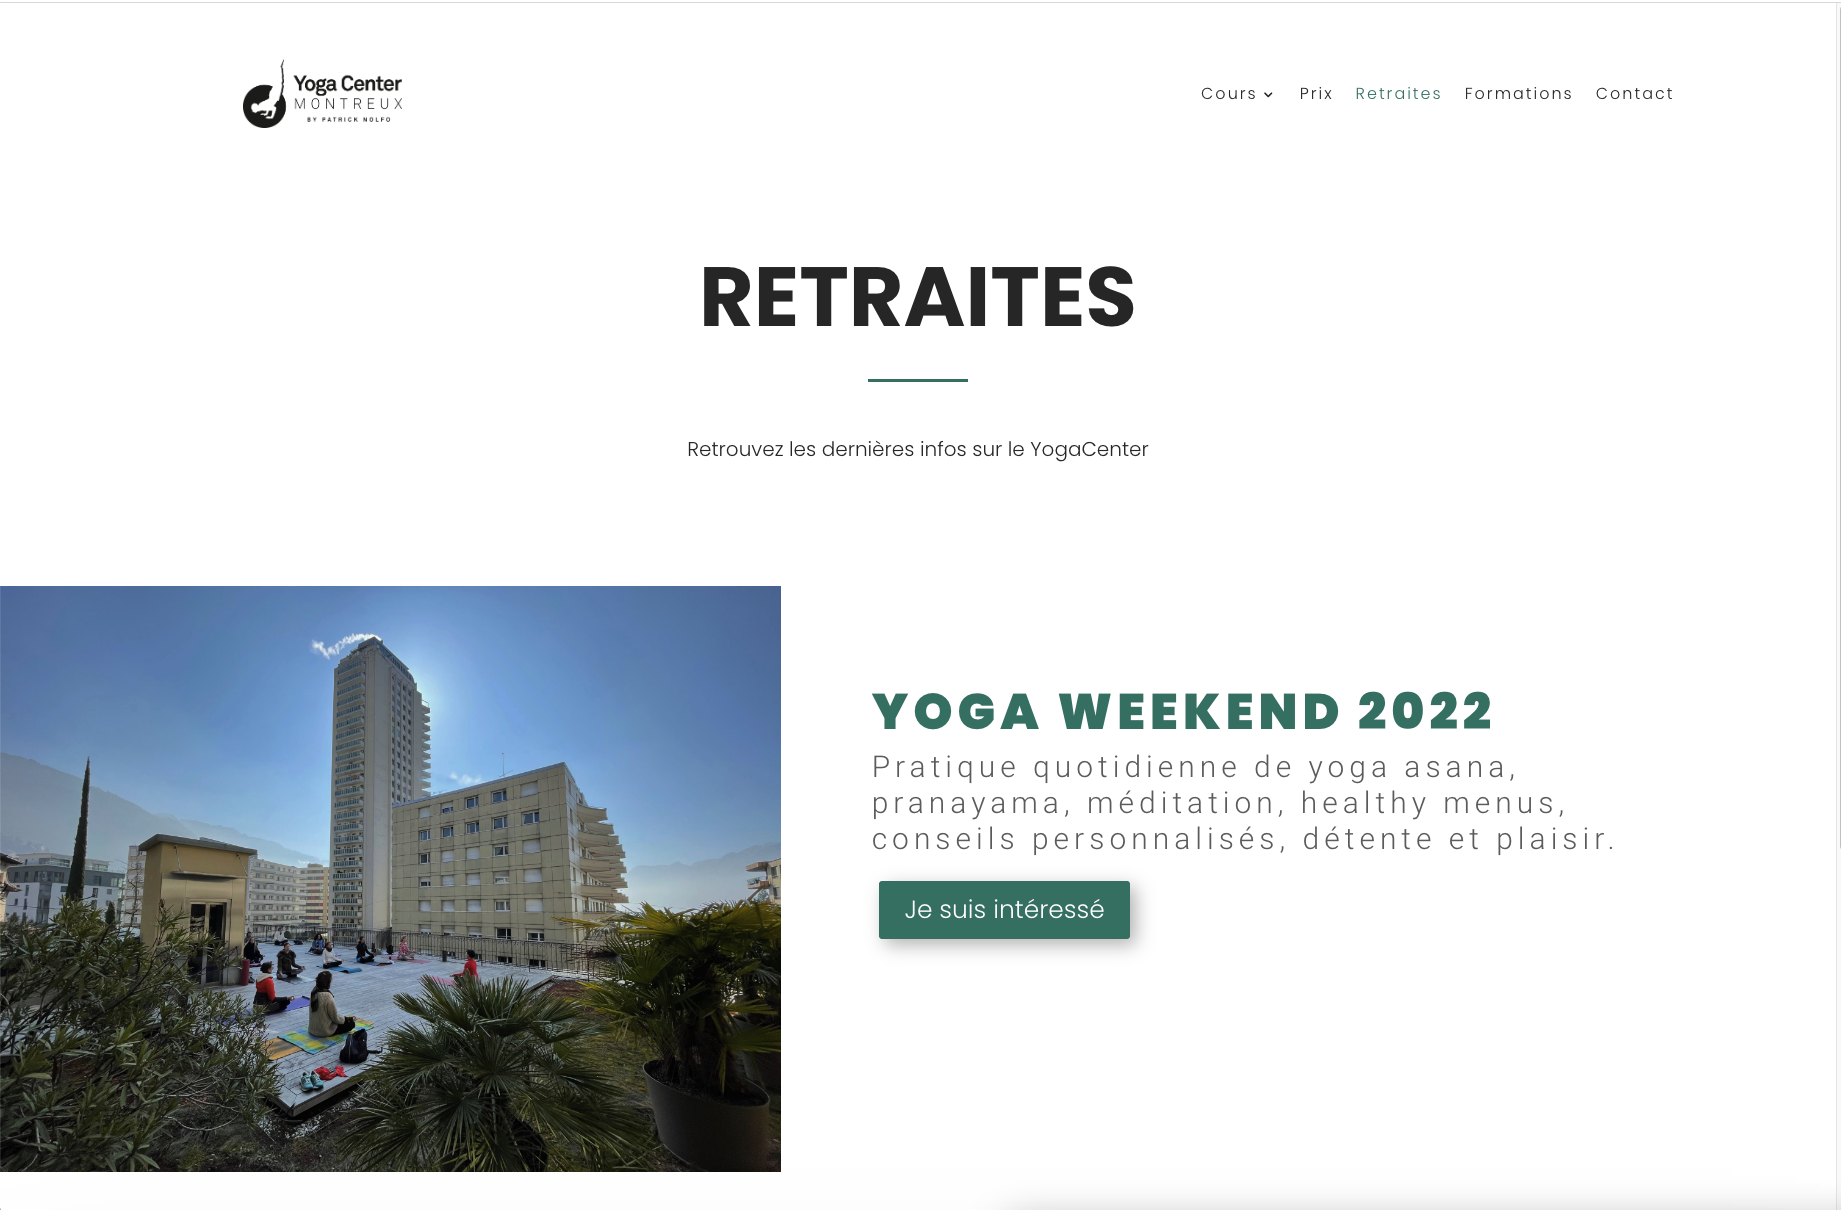 Yoga Center
MONTREUX
BY PATRICK NOLFO
Cours
Prix
Retraites
Formations
Contact
RETRAITES
Retrouvez les dernières infos sur le YogaCenter
YOGA WEEKEND 2022
Pratique quotidienne de yoga asana,
pranayama, méditation, healthy menus,
conseils personnalisés, détente et plaisir.
Je suis intéressé